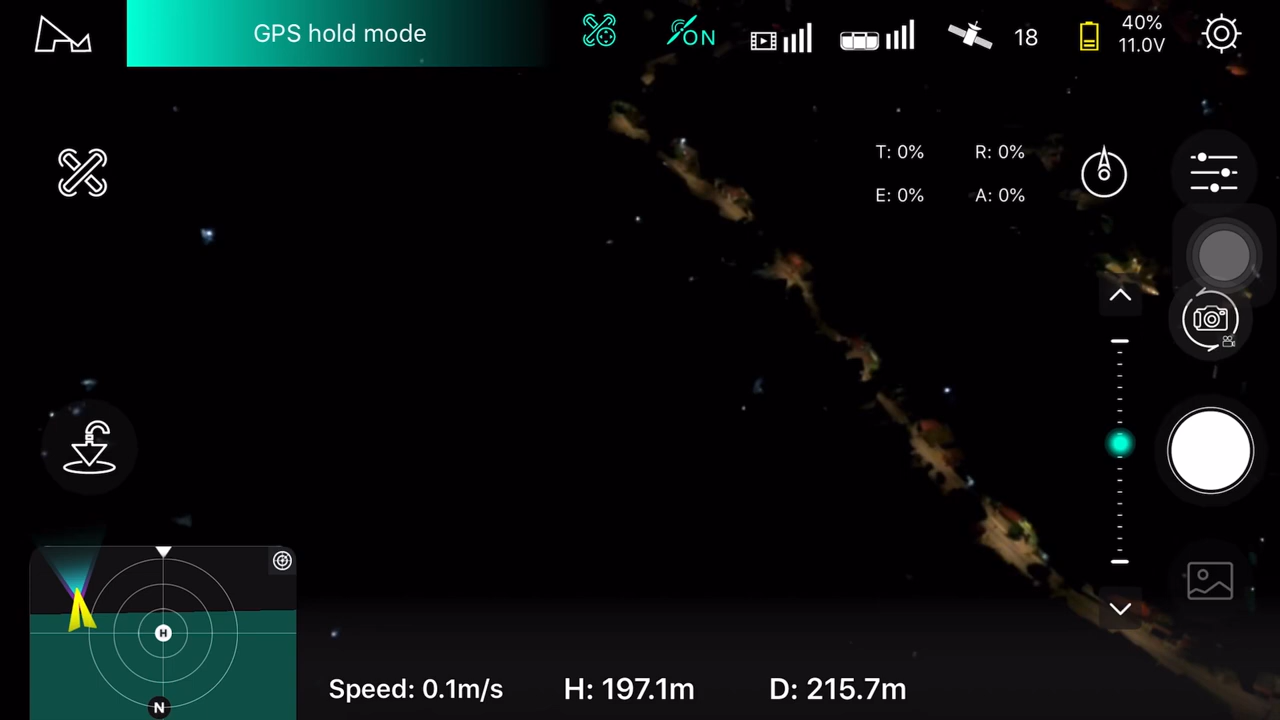 GPS hold mode
ON
18
40%
11.0V
T: 0%
R: 0%
E: 0%
A: 0%
H
N
Speed: 0.1m/s
H: 197.1m
D: 215.7m